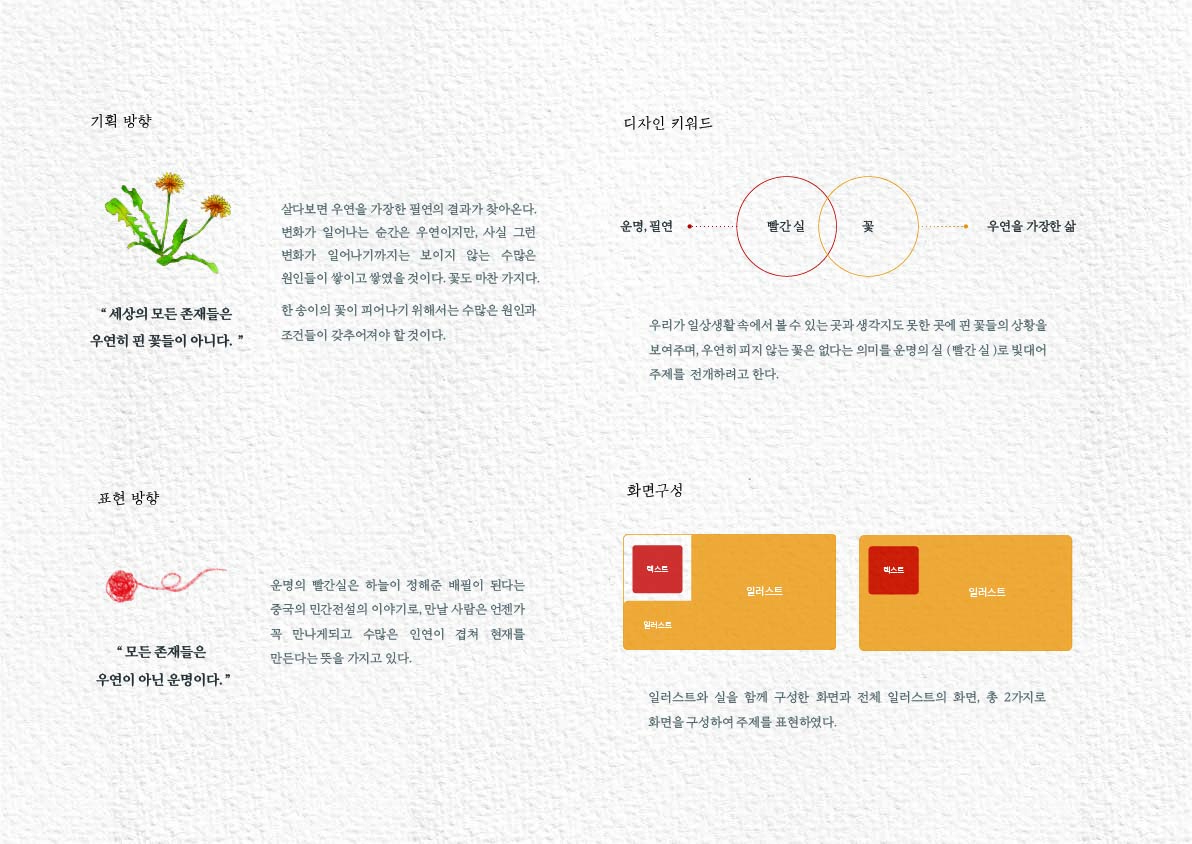 기획 방향
살다보면 우연을 가장한 필연의 결과가 찾아온다.
변화가 일어나는 순간은 우연이지만, 사실 그런
변화가 일어나기까지는 보이지 않는 수많은
원인들이 쌓이고 쌓였을 것이다. 꽃도 마찬 가지다.
한 송이의 꽃이 피어나기 위해서는 수많은 원인과
조건들이 갖추어져야 할 것이다.
“ 세상의 모든 존재들은
우연히 핀 꽃들이 아니다. ”
디자인 키워드
운명, 필연
빨간 실
꽃
우연을 가장한 삶
우리가 일상생활 속에서 볼 수 있는 곳과 생각지도 못한 곳에 핀 꽃들의 상황을
보여주며, 우연히 피지 않는 꽃은 없다는 의미를 운명의 실 ( 빨간 실 )로 빛대어
주제를 전개하려고 한다.
표현 방향
운명의 빨간실은 하늘이 정해준 배필이 된다는
중국의 민간전설의 이야기로, 만날 사람은 언젠가
꼭 만나게되고 수많은 인연이 겹쳐 현재를
만든다는 뜻을 가지고 있다.
“ 모든 존재들은
우연이 아닌 운명이다. ”
화면구성
텍스트
일러스트
일러스트
텍스트
일러스트
일러스트와 실을 함께 구성한 화면과 전체 일러스트의 화면, 총 2가지로
화면을 구성하여 주제를 표현하였다.